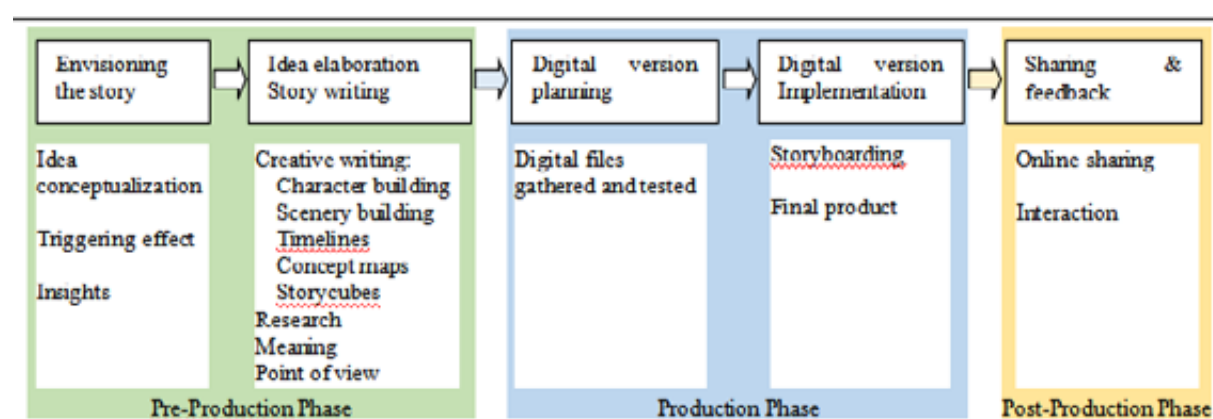 Envisioning
the story
Idea elaboration
Story writing
Digital version
planning
Digital version
Implementation
Sharing &
feedback
Idea
conceptualization
Triggering effect
Insights
Creative writing:
Character building
Scenery building
Timelines
Concept maps
Storycubes
Research
Meaning
Point of view
Digital files
gathered and tested
Storyboarding
Final product
Online sharing
Interaction
Pre-Production Phase
Production Phase
Post-Production Phase